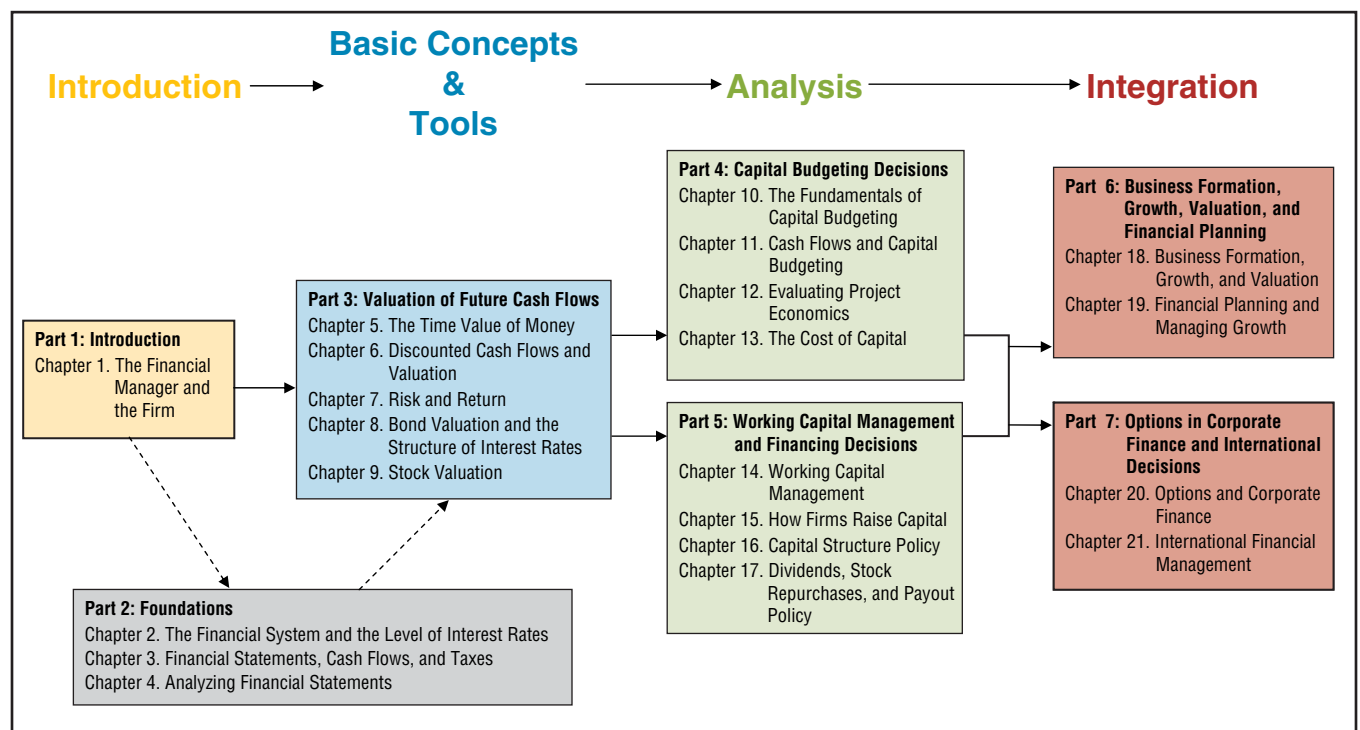 Introduction
Basic Concepts
&
Tools
Analysis
Integration
Part 1: Introduction
Chapter 1. The Financial
Manager and
the Firm
Part 2: Foundations
Chapter 2. The Financial System and the Level of Interest Rates
Chapter 3. Financial Statements, Cash Flows, and Taxes
Chapter 4. Analyzing Financial Statements
Part 3: Valuation of Future Cash Flows
Chapter 5. The Time Value of Money
Chapter 6. Discounted Cash Flows and
Valuation
Chapter 7. Risk and Return
Chapter 8. Bond Valuation and the
Structure of Interest Rates
Chapter 9. Stock Valuation
Part 4: Capital Budgeting Decisions
Chapter 10. The Fundamentals of
Capital Budgeting
Chapter 11. Cash Flows and Capital
Budgeting
Chapter 12. Evaluating Project
Economics
Chapter 13. The Cost of Capital
Part 5: Working Capital Management
and Financing Decisions
Chapter 14. Working Capital
Management
Chapter 15. How Firms Raise Capital
Chapter 16. Capital Structure Policy
Chapter 17. Dividends, Stock
Repurchases, and Payout
Policy
Part 6: Business Formation,
Growth, Valuation, and
Financial Planning
Chapter 18. Business Formation,
Growth, and Valuation
Chapter 19. Financial Planning and
Managing Growth
Part 7: Options in Corporate
Finance and International
Decisions
Chapter 20. Options and Corporate
Finance
Chapter 21. International Financial
Management